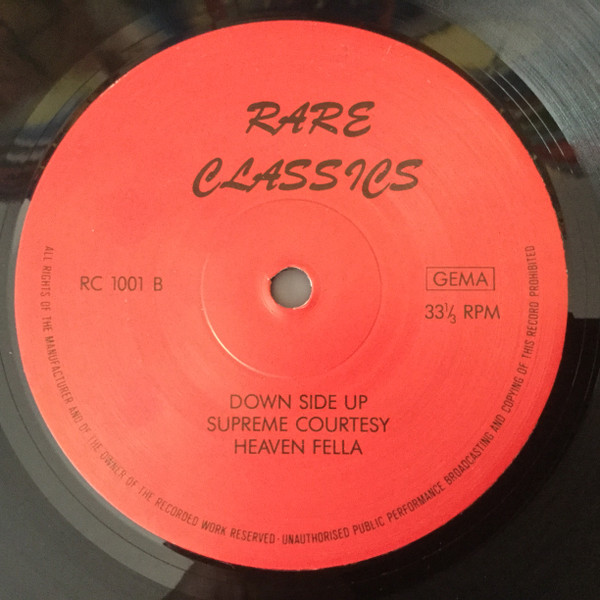 RARE
CLASSICS
RC 1001 B
GEMA
33⅓ RPM
DOWN SIDE UP
SUPREME COURTESY
HEAVEN FELLA
ALL RIGHTS OF THE MANUFACTURER AND OF THE OWNER OF THE RECORDED WORK RESERVED · UNAUTHORISED PUBLIC PERFORMANCE BROADCASTING AND COPYING OF THIS RECORD PROHIBITED